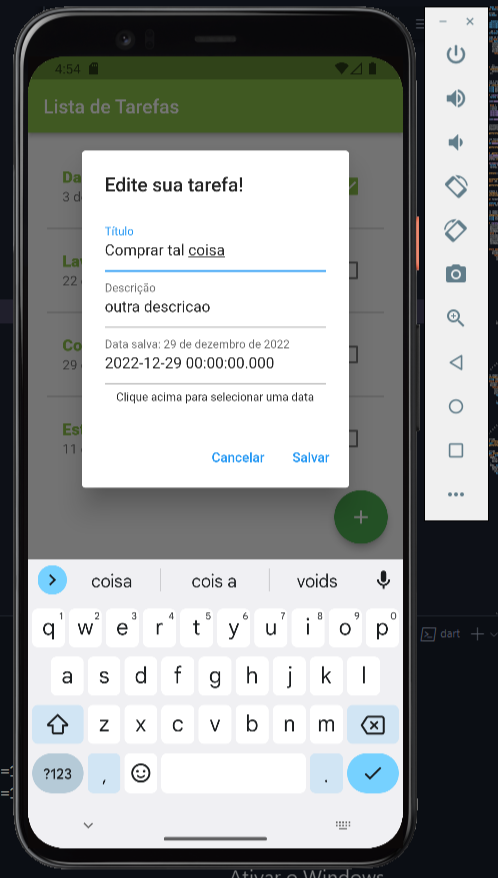 4:54
Lista de Tarefas
Da
3 d
Edite sua tarefa!
Título
Comprar tal coisa
La
22
Descrição
outra descricao
Co
29
Data salva: 29 de dezembro de 2022
2022-12-29 00:00:00.000
Clique acima para selecionar uma data
Es
11
Cancelar Salvar
+
coisa cois a voids
q1 w2 e3 r4 t5 y6 u7 i8 o9 p0
a s d f g h j k l
z x c v b n m
?123 , .
dart
=
=
Ativar o Windows